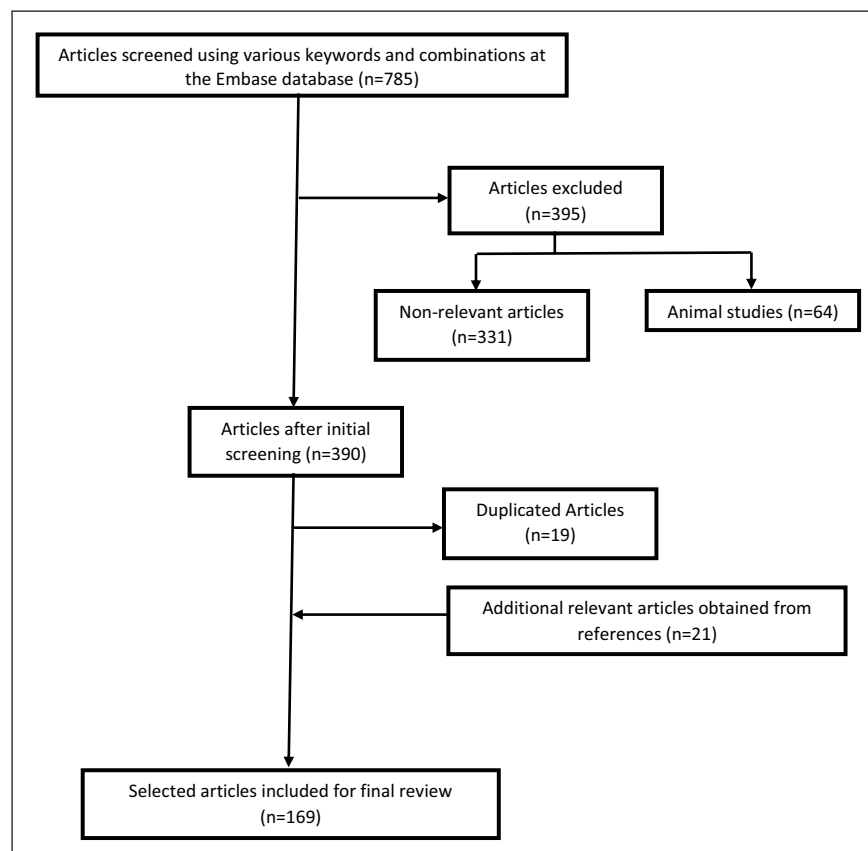 Articles screened using various keywords and combinations at
the Embase database (n=785)
Articles excluded
(n=395)
Non-relevant articles
(n=331)
Animal studies (n=64)
Articles after initial
screening (n=390)
Duplicated Articles
(n=19)
Additional relevant articles obtained from
references (n=21)
Selected articles included for final review
(n=169)